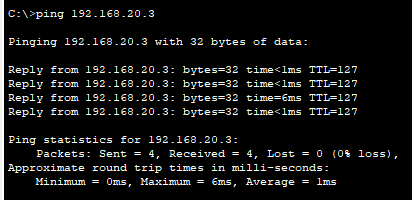 C:\>ping 192.168.20.3
Pinging 192.168.20.3 with 32 bytes of data:
Reply from 192.168.20.3: bytes=32 time<1ms TTL=127
Reply from 192.168.20.3: bytes=32 time<1ms TTL=127
Reply from 192.168.20.3: bytes=32 time=6ms TTL=127
Reply from 192.168.20.3: bytes=32 time<1ms TTL=127
Ping statistics for 192.168.20.3:
    Packets: Sent = 4, Received = 4, Lost = 0 (0% loss),
Approximate round trip times in milli-seconds:
    Minimum = 0ms, Maximum = 6ms, Average = 1ms